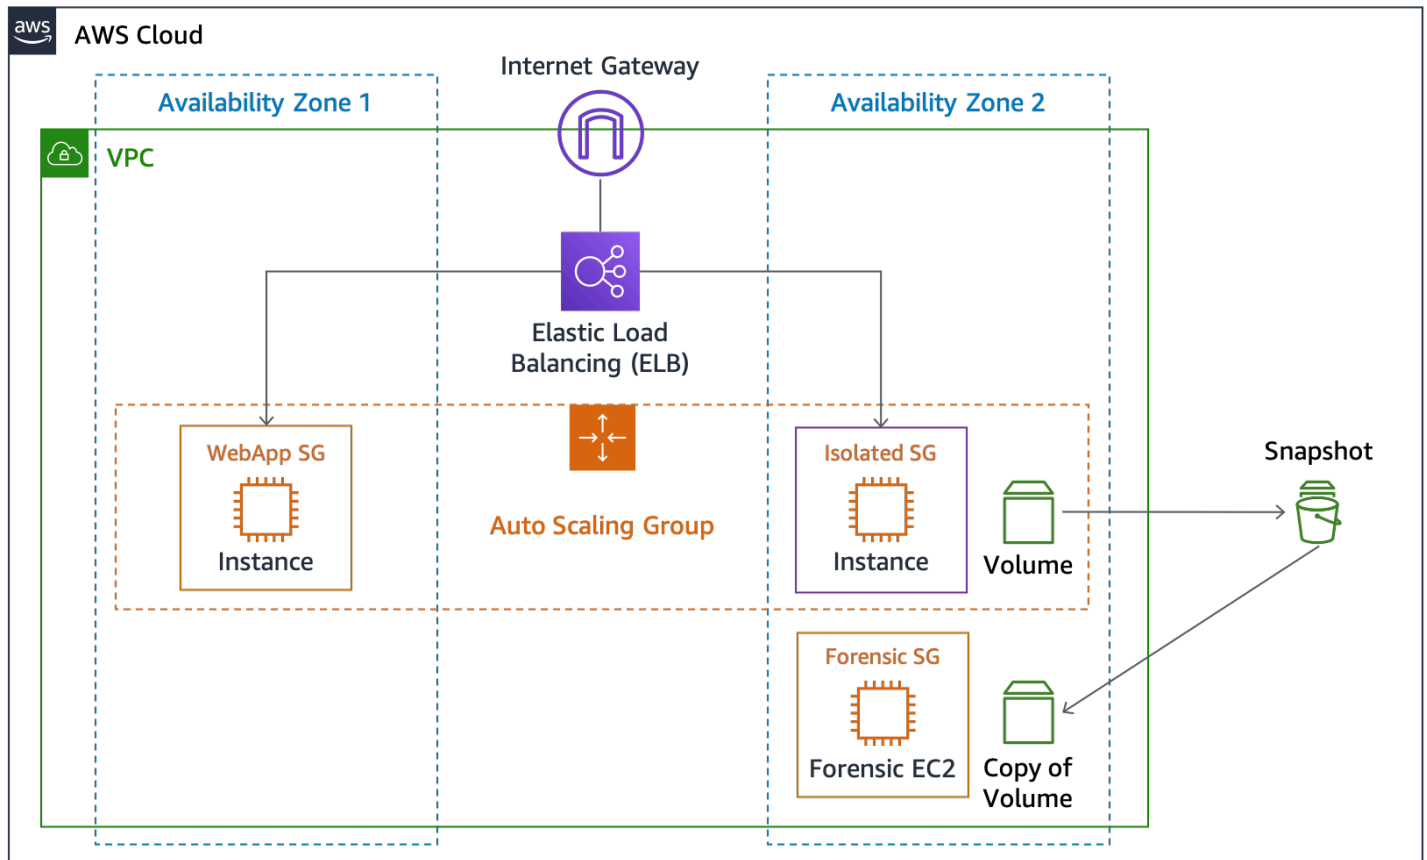 aws
AWS Cloud
Internet Gateway
Availability Zone 1
Availability Zone 2
VPC
Elastic Load
Balancing (ELB)
WebApp SG
Instance
Auto Scaling Group
Isolated SG
Instance
Volume
Snapshot
Forensic SG
Forensic EC2
Copy of
Volume